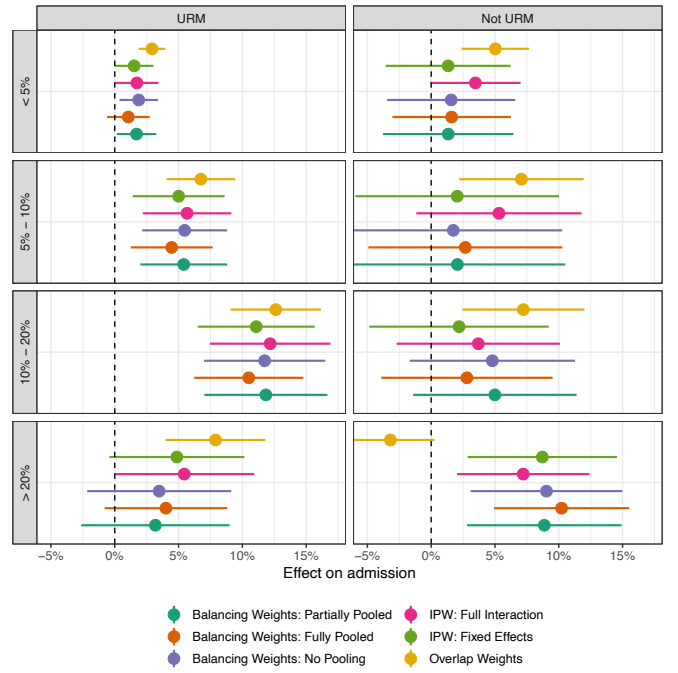 URM Not URM
< 5%
5% − 10%
10% − 20%
> 20%
−5% 0% 5% 10% 15% −5% 0% 5% 10% 15%
Effect on admission
Balancing Weights: Partially Pooled IPW: Full Interaction
Balancing Weights: Fully Pooled IPW: Fixed Effects
Balancing Weights: No Pooling Overlap Weights